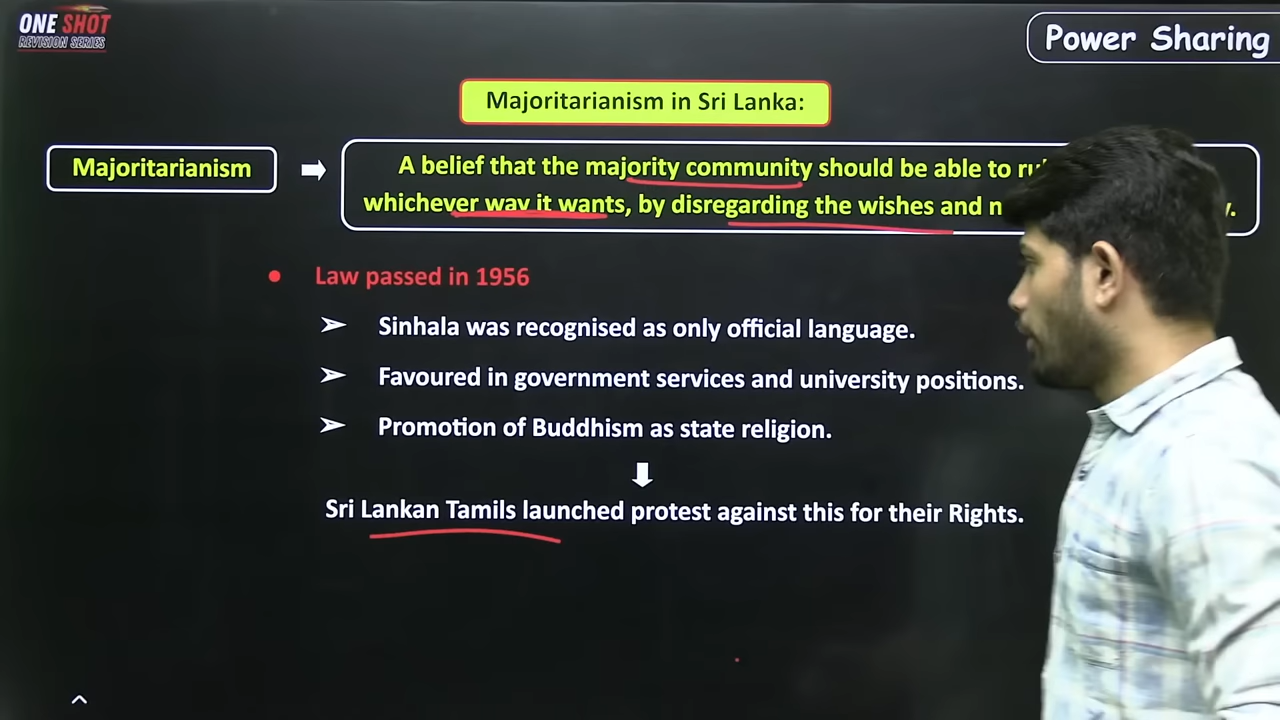 ONE SHOT
REVISION SERIES
Power Sharing
Majoritarianism in Sri Lanka:
Majoritarianism
A belief that the majority community should be able to
whichever way it wants, by disregarding the wishes and
Law passed in 1956
Sinhala was recognised as only official language.
Favoured in government services and university positions.
Promotion of Buddhism as state religion.
Sri Lankan Tamils launched protest against this for their Rights.